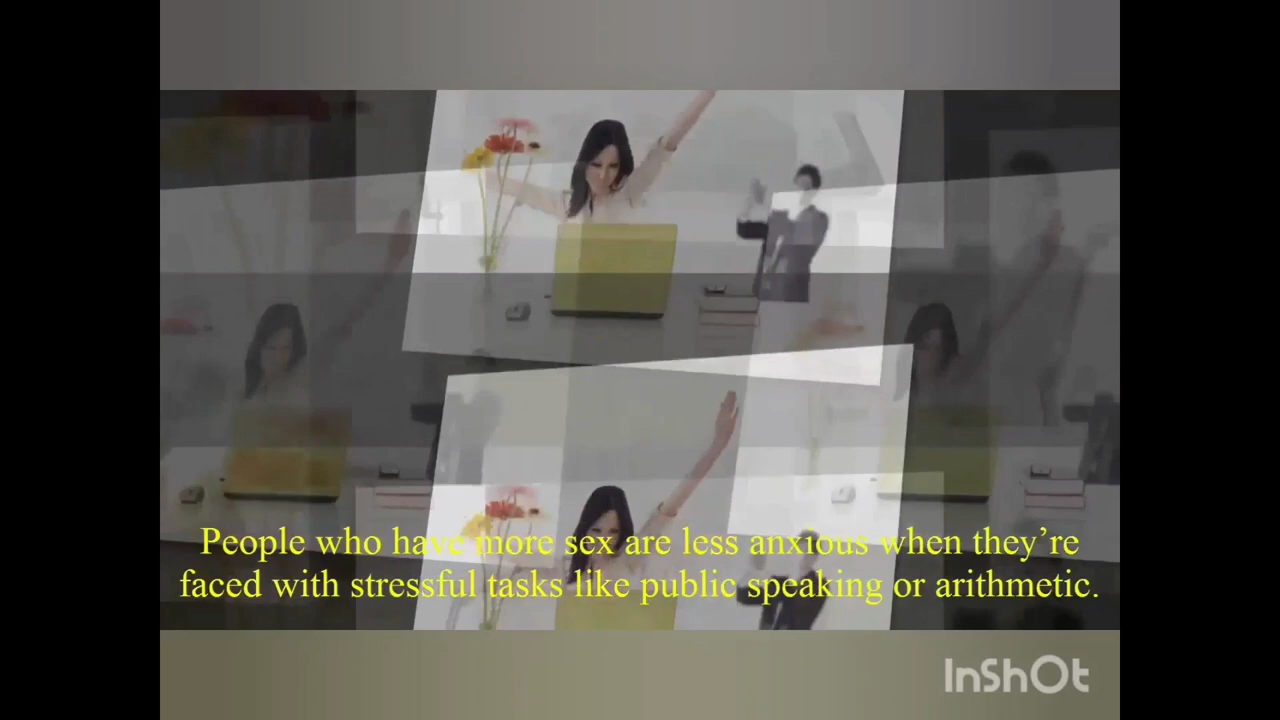 People who have more sex are less anxious when they’re
faced with stressful tasks like public speaking or arithmetic.
InShOt